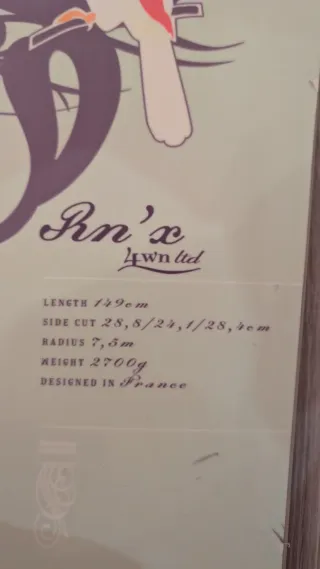 Rn'x
4wn ltd
LENGTH 149cm
SIDE CUT 28,8/24,1/28,4cm
RADIUS 7,5m
WEIGHT 2700g
DESIGNED IN France